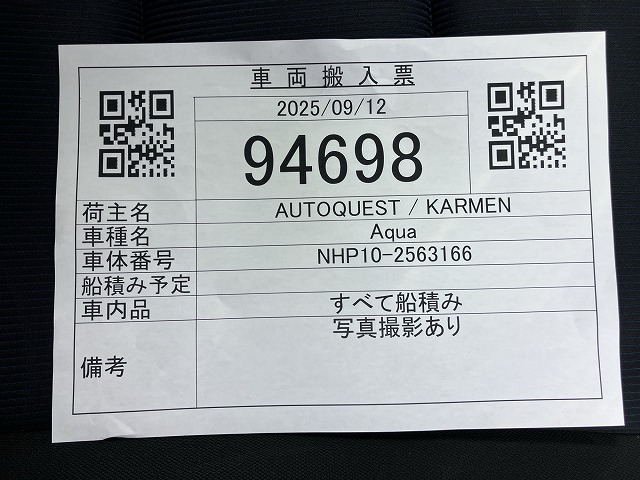 車両搬入票
2025/09/12
94698
荷主名 AUTOQUEST / KARMEN
車種名 Aqua
車体番号 NHP10-2563166
船積み予定
車内品 すべて船積み
備考 写真撮影あり